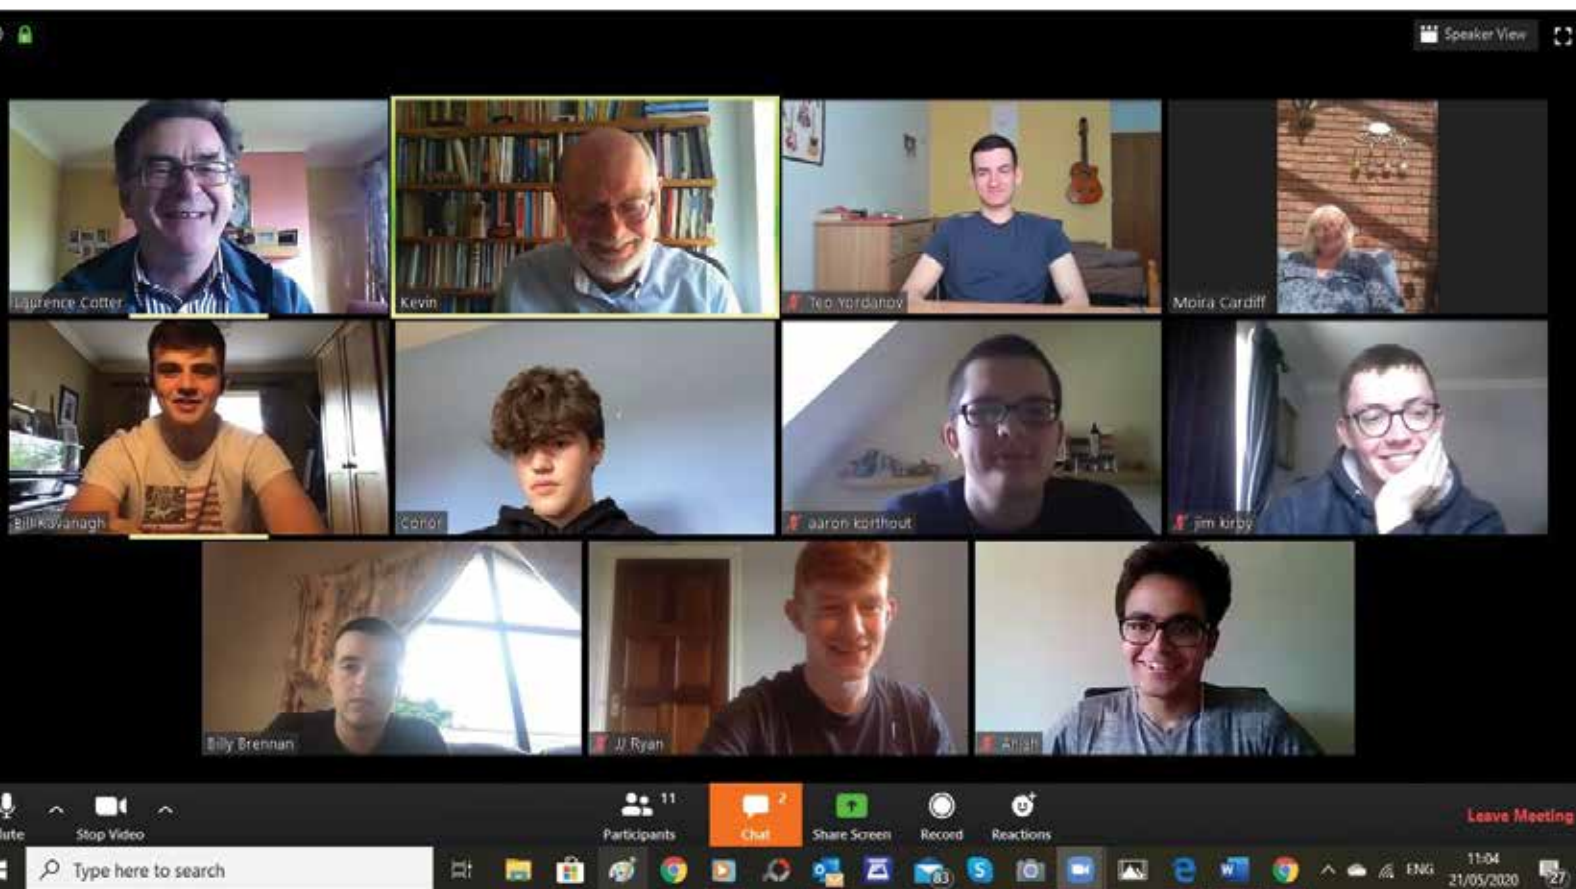 Speaker View
Laurence Cotter
Kevin
Teo Yordanov
Moira Cardiff
Bill Kavanagh
Conor
aaron korthout
jim kirby
Billy Brennan
JJ Ryan
Anish
11
2
Stop Video
Participants
Chat
Share Screen
Record
Reactions
Leave Meeting
Type here to search
83
ENG
11:04
21/05/2020
27